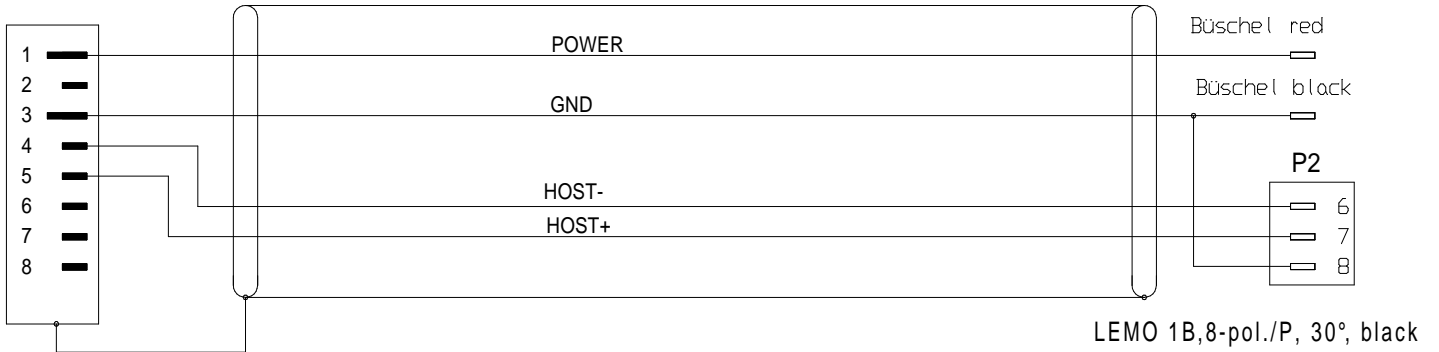 Büschel red
1 POWER
2 Büschel black
3 GND
4 P2
5 HOST- 6
6 HOST+ 7
7 8
8
LEMO 1B,8-pol./P, 30°, black